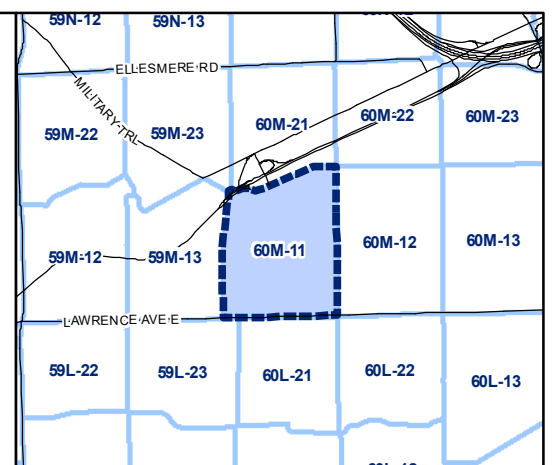 59N-12 59N-13
ELLESMERE RD
MILITARY TRL
59M-22 59M-23 60M-21 60M-22 60M-23
59M-12 59M-13 60M-11 60M-12 60M-13
LAWRENCE AVE E
59L-22 59L-23 60L-21 60L-22 60L-13